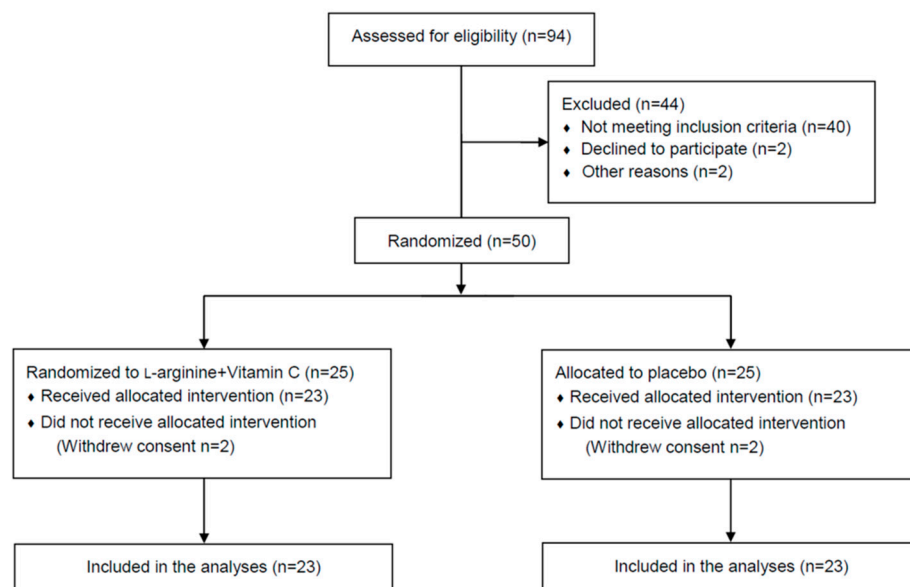 Assessed for eligibility (n=94)
Excluded (n=44)
♦ Not meeting inclusion criteria (n=40)
♦ Declined to participate (n=2)
♦ Other reasons (n=2)
Randomized (n=50)
Randomized to L-arginine+Vitamin C (n=25)
♦ Received allocated intervention (n=23)
♦ Did not receive allocated intervention
(Withdrew consent n=2)
Allocated to placebo (n=25)
♦ Received allocated intervention (n=23)
♦ Did not receive allocated intervention
(Withdrew consent n=2)
Included in the analyses (n=23)
Included in the analyses (n=23)